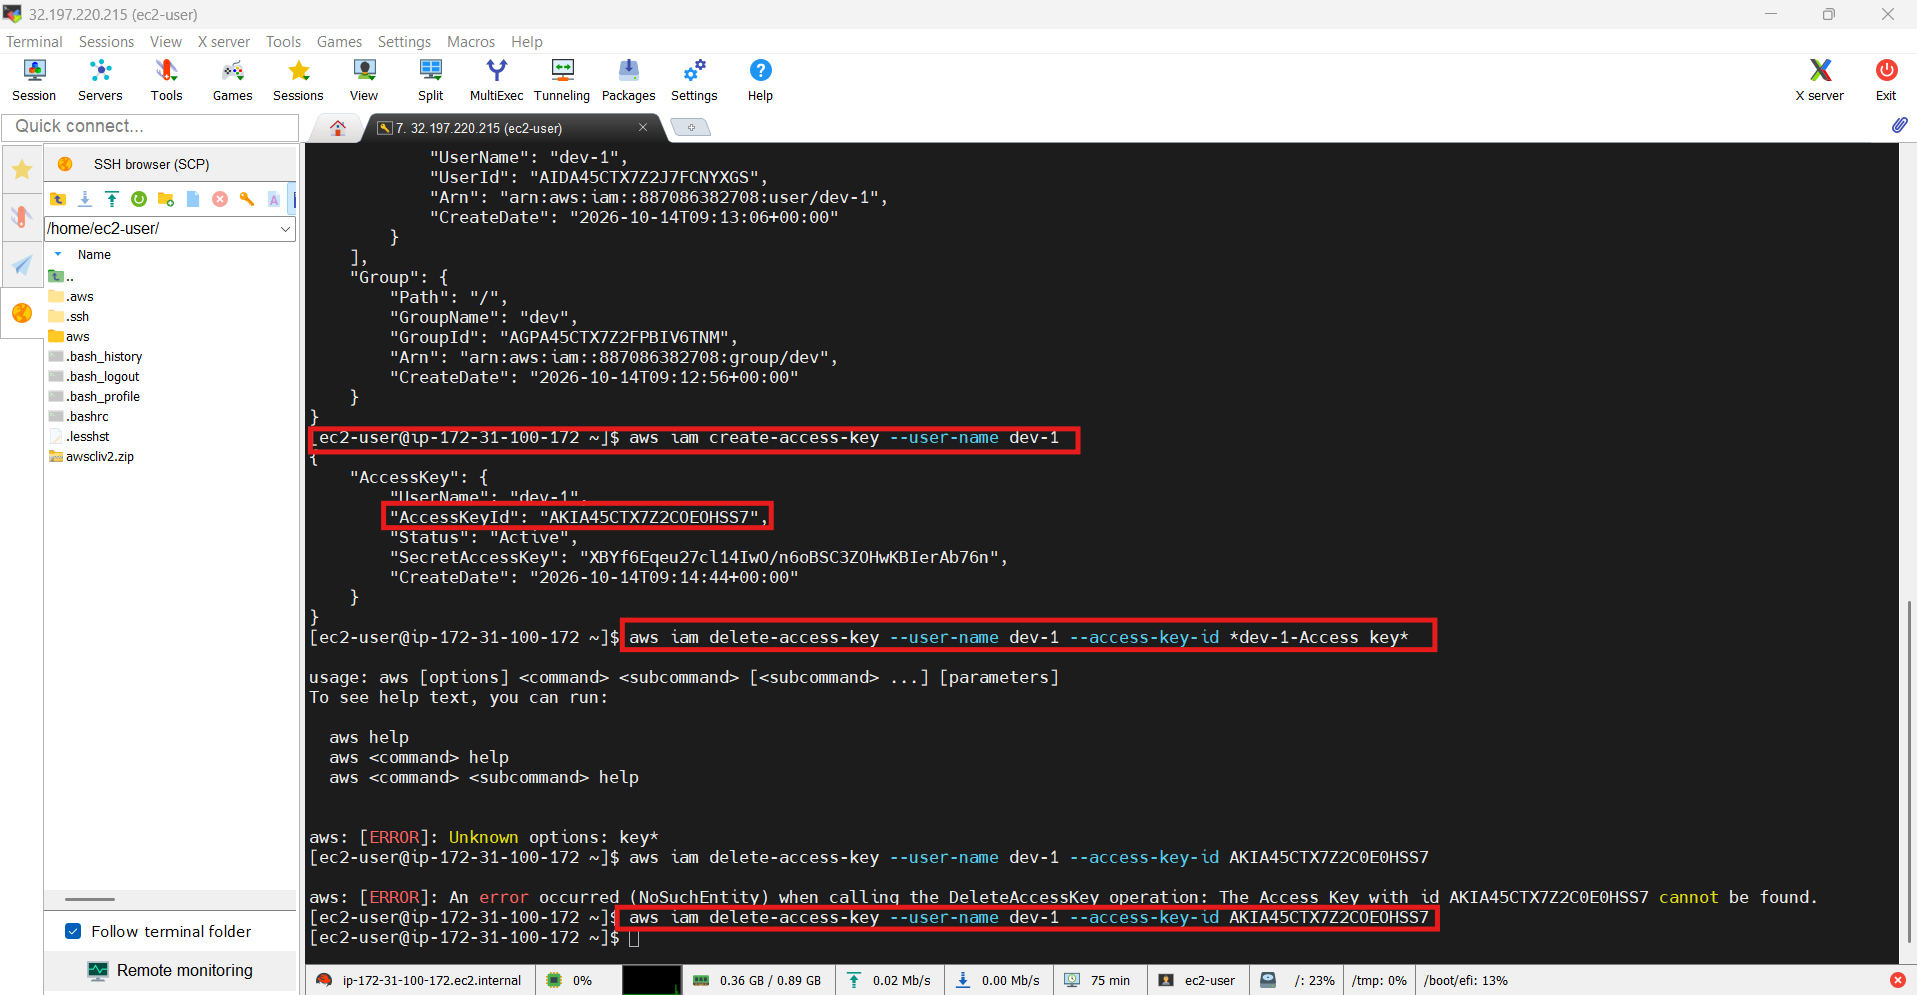 32.197.220.215 (ec2-user)
Terminal Sessions View X server Tools Games Settings Macros Help
Session Servers Tools Games Sessions View Split MultiExec Tunneling Packages Settings Help X server Exit
Quick connect...
7. 32.197.220.215 (ec2-user)
SSH browser (SCP)
/home/ec2-user/
Name
..
.aws
.ssh
aws
.bash_history
.bash_logout
.bash_profile
.bashrc
.lesshst
awscliv2.zip
Follow terminal folder
Remote monitoring
"UserName": "dev-1",
"UserId": "AIDA45CTX7Z2J7FCNYXGS",
"Arn": "arn:aws:iam::887086382708:user/dev-1",
"CreateDate": "2026-10-14T09:13:06+00:00"
}
],
"Group": {
"Path": "/",
"GroupName": "dev",
"GroupId": "AGPA45CTX7Z2FPBIV6TNM",
"Arn": "arn:aws:iam::887086382708:group/dev",
"CreateDate": "2026-10-14T09:12:56+00:00"
}
}
[ec2-user@ip-172-31-100-172 ~]$ aws iam create-access-key --user-name dev-1
{
"AccessKey": {
"UserName": "dev-1",
"AccessKeyId": "AKIA45CTX7Z2COEOHSS7",
"Status": "Active",
"SecretAccessKey": "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",
"CreateDate": "2026-10-14T09:14:44+00:00"
}
}
[ec2-user@ip-172-31-100-172 ~]$ aws iam delete-access-key --user-name dev-1 --access-key-id *dev-1-Access key*
usage: aws [options] <command> <subcommand> [<subcommand> ...] [parameters]
To see help text, you can run:
aws help
aws <command> help
aws <command> <subcommand> help
aws: [ERROR]: Unknown options: key*
[ec2-user@ip-172-31-100-172 ~]$ aws iam delete-access-key --user-name dev-1 --access-key-id AKIA45CTX7Z2C0E0HSS7
aws: [ERROR]: An error occurred (NoSuchEntity) when calling the DeleteAccessKey operation: The Access Key with id AKIA45CTX7Z2C0E0HSS7 cannot be found.
[ec2-user@ip-172-31-100-172 ~]$ aws iam delete-access-key --user-name dev-1 --access-key-id AKIA45CTX7Z2COEOHSS7
[ec2-user@ip-172-31-100-172 ~]$
ip-172-31-100-172.ec2.internal 0% 0.36 GB / 0.89 GB 0.02 Mb/s 0.00 Mb/s 75 min ec2-user /: 23% /tmp: 0% /boot/efi: 13%